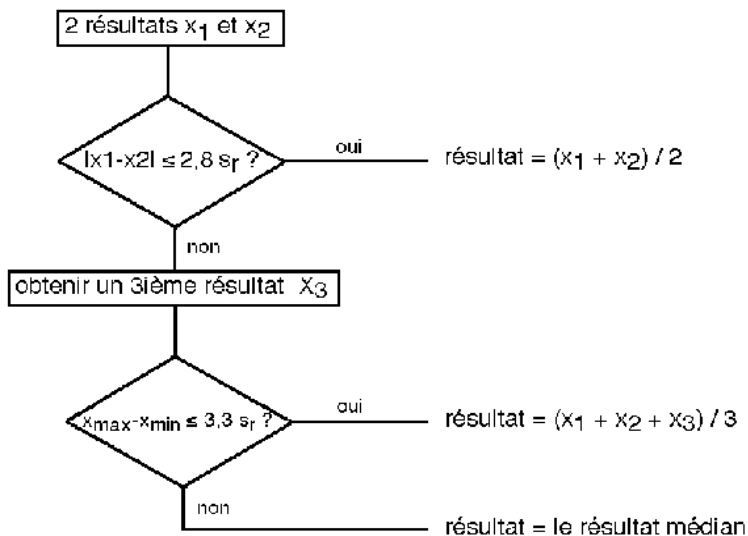 2 résultats x1 et x2
|x1-x2| ≤ 2,8 sr ?
oui
résultat = (x1 + x2) / 2
non
obtenir un 3ième résultat X3
xmax-xmin ≤ 3,3 sr ?
oui
résultat = (x1 + x2 + x3) / 3
non
résultat = le résultat médian